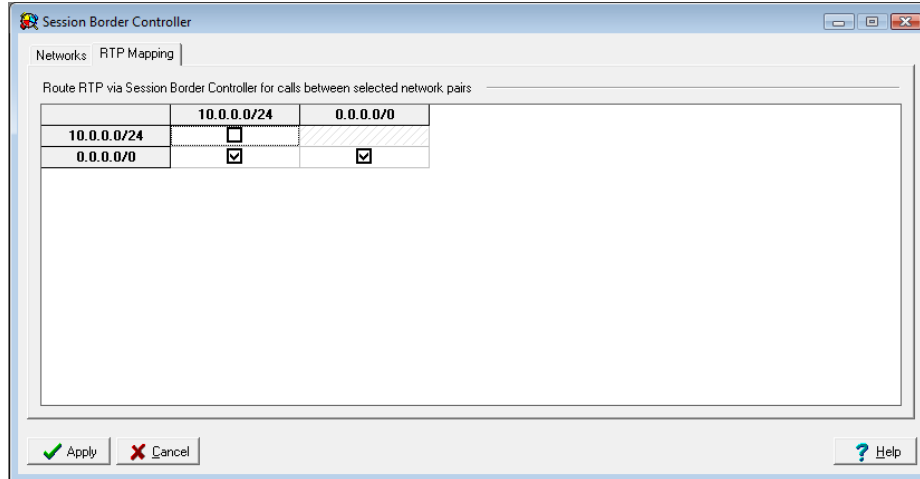 Session Border Controller
Networks RTP Mapping
Route RTP via Session Border Controller for calls between selected network pairs
10.0.0.0/24 0.0.0.0/0
10.0.0.0/24
0.0.0.0/0
Apply Cancel Help